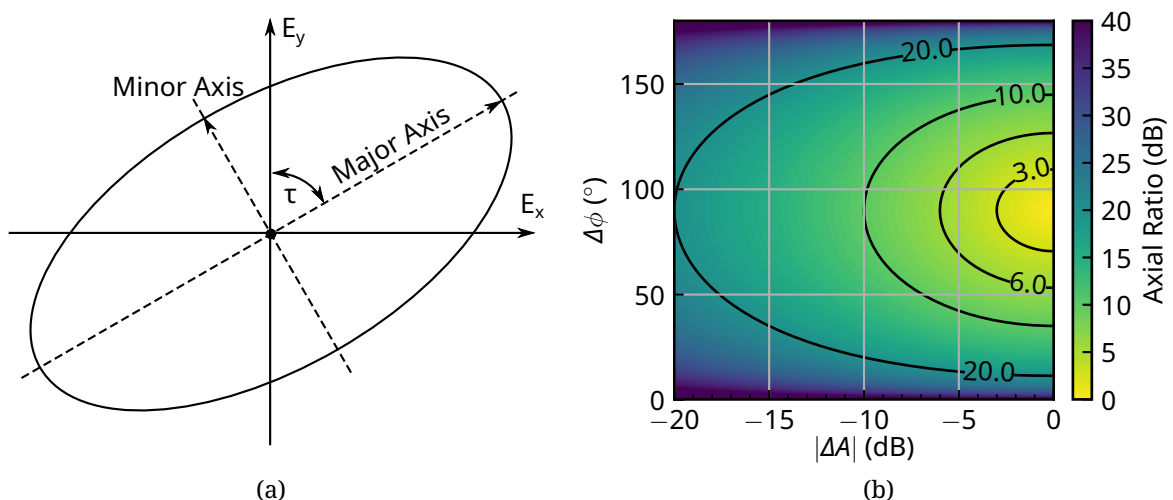 E_y
Minor Axis
Major Axis
τ
E_x
(a)
20.0
10.0
3.0
6.0
20.0
150
100
50
0
Δϕ (°)
−20
−15
−10
−5
0
|ΔA| (dB)
40
35
30
25
20
15
10
5
0
Axial Ratio (dB)
(b)